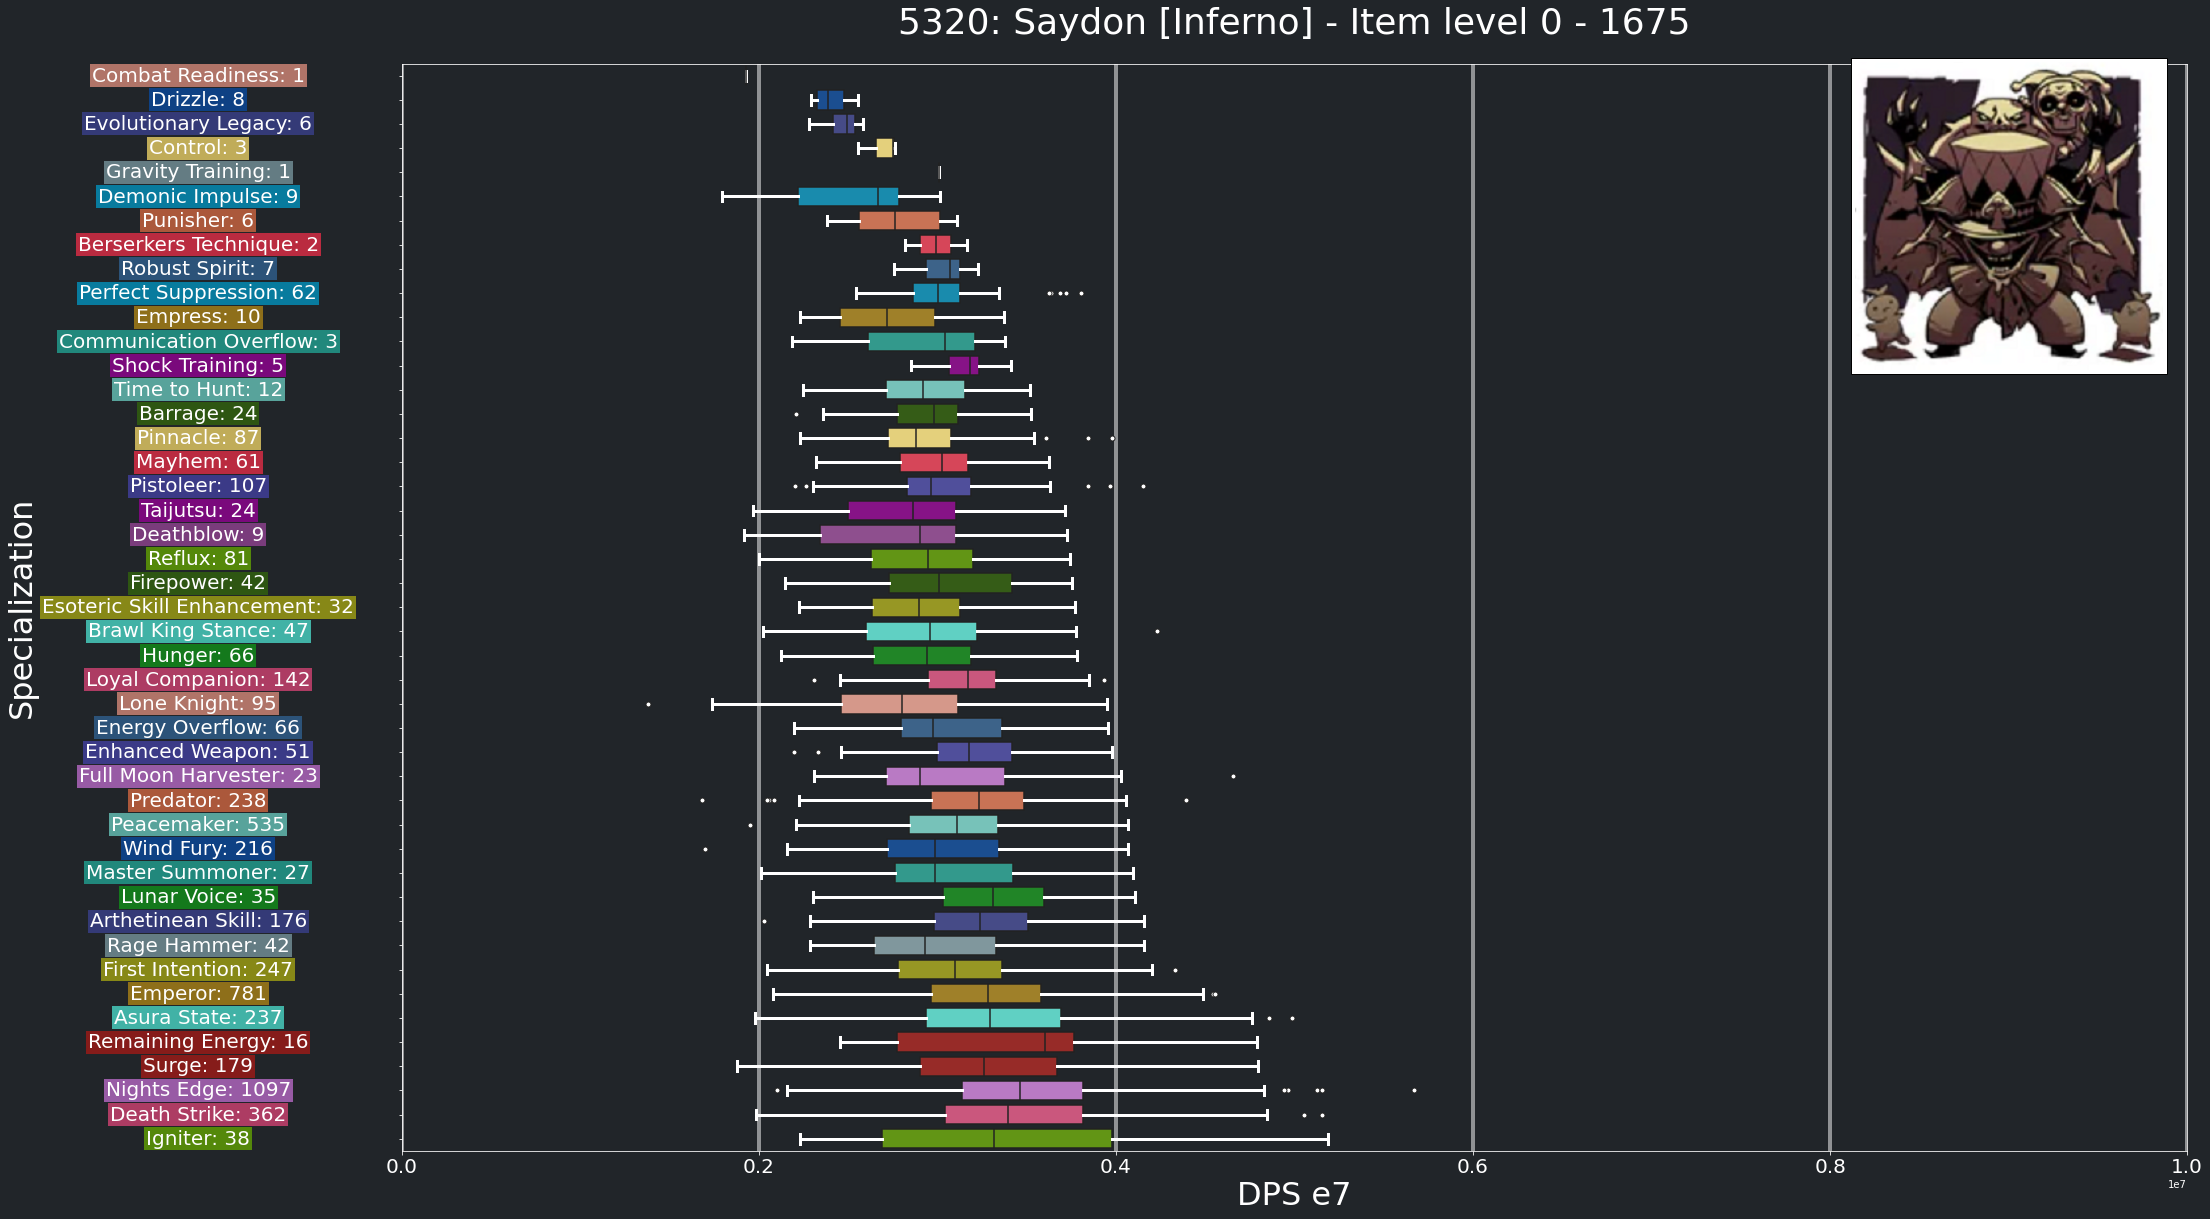 5320: Saydon [Inferno] - Item level 0 - 1675
Specialization
Combat Readiness: 1
Drizzle: 8
Evolutionary Legacy: 6
Control: 3
Gravity Training: 1
Demonic Impulse: 9
Punisher: 6
Berserkers Technique: 2
Robust Spirit: 7
Perfect Suppression: 62
Empress: 10
Communication Overflow: 3
Shock Training: 5
Time to Hunt: 12
Barrage: 24
Pinnacle: 87
Mayhem: 61
Pistoleer: 107
Taijutsu: 24
Deathblow: 9
Reflux: 81
Firepower: 42
Esoteric Skill Enhancement: 32
Brawl King Stance: 47
Hunger: 66
Loyal Companion: 142
Lone Knight: 95
Energy Overflow: 66
Enhanced Weapon: 51
Full Moon Harvester: 23
Predator: 238
Peacemaker: 535
Wind Fury: 216
Master Summoner: 27
Lunar Voice: 35
Arthetinean Skill: 176
Rage Hammer: 42
First Intention: 247
Emperor: 781
Asura State: 237
Remaining Energy: 16
Surge: 179
Nights Edge: 1097
Death Strike: 362
Igniter: 38
0.0 0.2 0.4 0.6 0.8 1.0
1e7
DPS e7